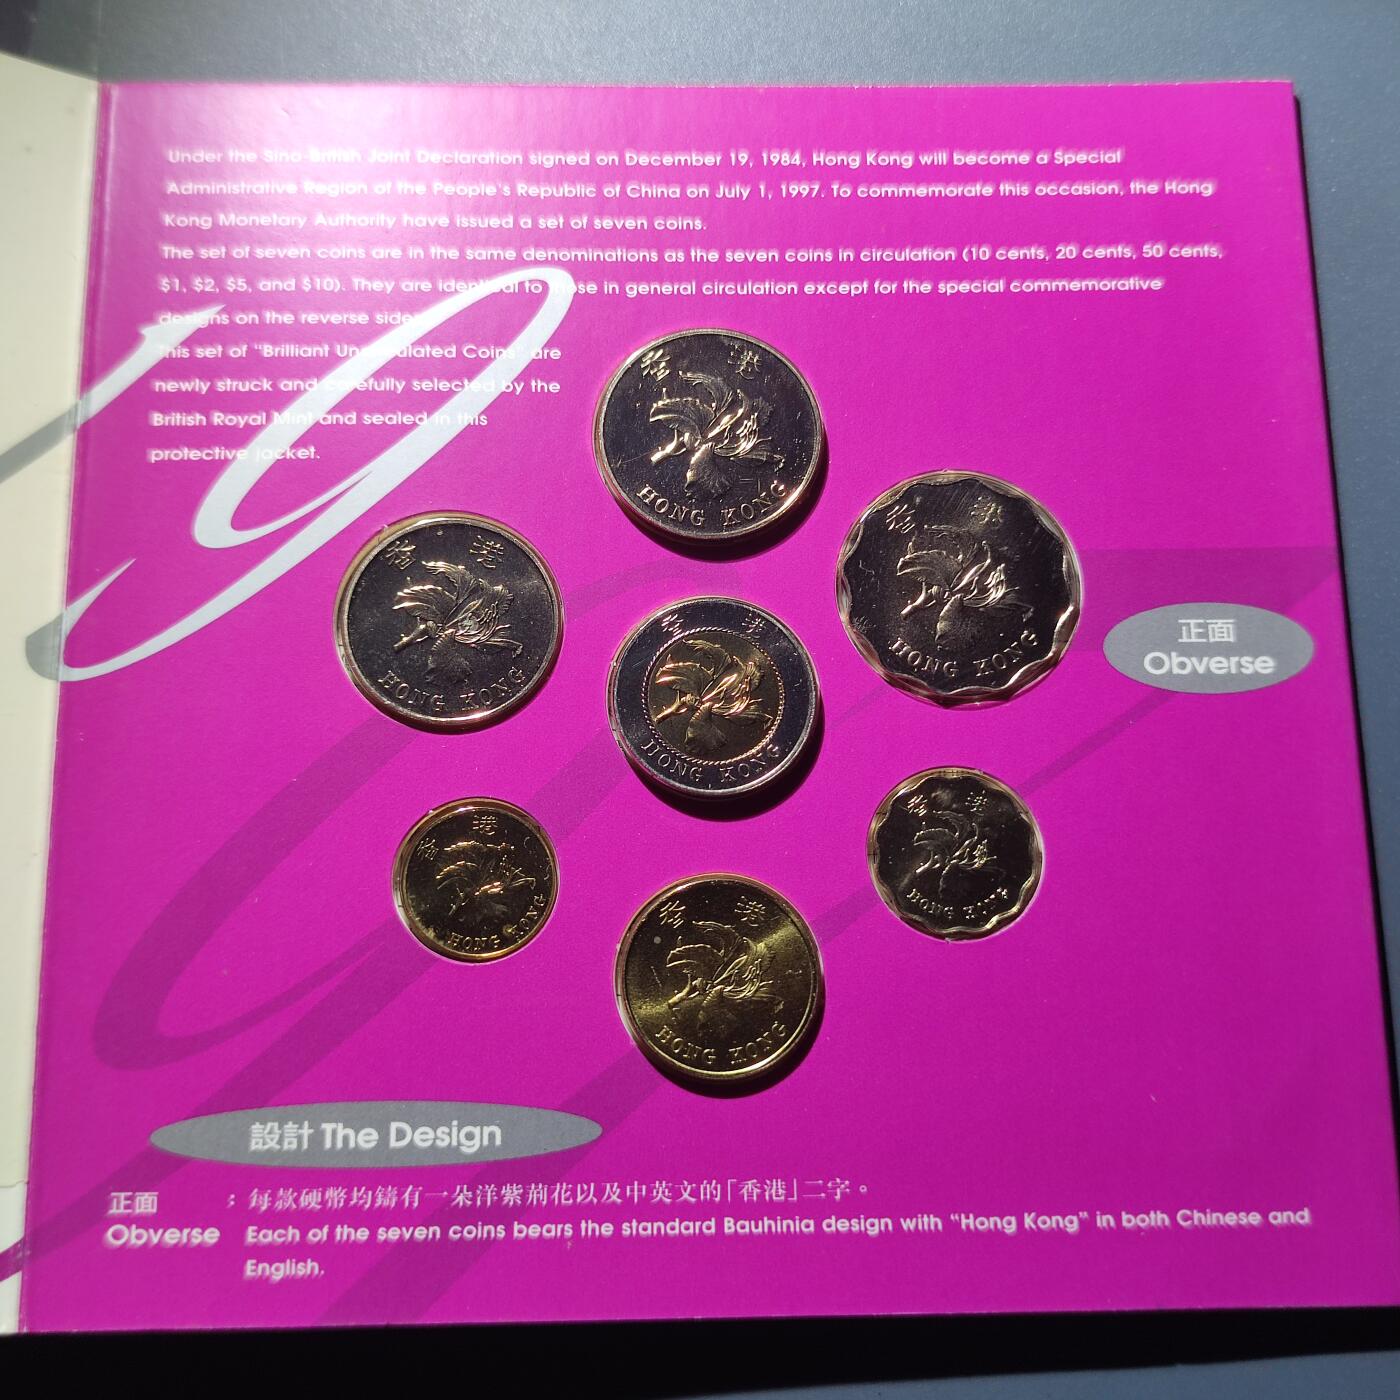 Under the Sino-British Joint Declaration signed on December 19, 1984, Hong Kong will become a Special
Administrative Region of the People's Republic of China on July 1, 1997. To commemorate this occasion, the Hong
Kong Monetary Authority have issued a set of seven coins.
The set of seven coins are in the same denominations as the seven coins in circulation (10 cents, 20 cents, 50 cents,
$1, $2, $5, and $10). They are identical to those in general circulation except for the special commemorative
designs on the reverse side.
This set of "Brilliant Uncirculated Coins" are
newly struck and carefully selected by the
British Royal Mint and sealed in this
protective jacket.
19
香港
HONG KONG
香港
HONG KONG
香港
HONG KONG
香港
HONG KONG
正面
Obverse
香港
HONG KONG
香港
HONG KONG
香港
HONG KONG
設計 The Design
正面 : 每款硬幣均鑄有一朵洋紫荊花以及中英文的「香港」二字。
Obverse Each of the seven coins bears the standard Bauhinia design with "Hong Kong" in both Chinese and
English.